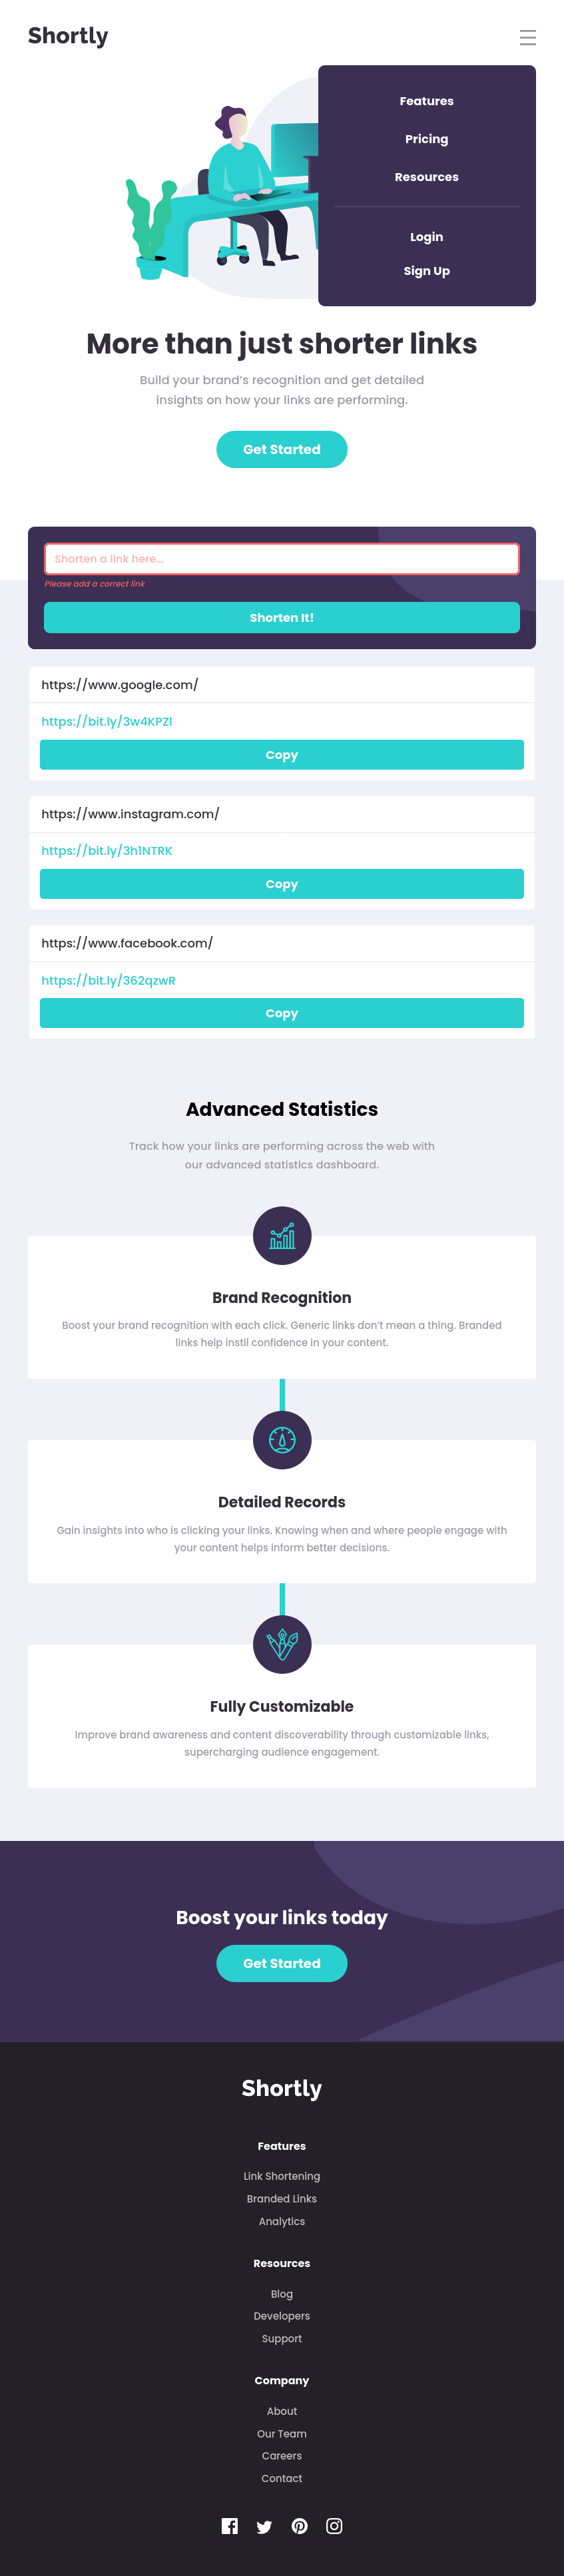 Shortly
Features
Pricing
Resources
Login
Sign Up
More than just shorter links
Build your brand’s recognition and get detailed
insights on how your links are performing.
Get Started
Shorten a link here...
Please add a correct link
Shorten It!
https://www.google.com/
https://bit.ly/3w4KPZl
Copy
https://www.instagram.com/
https://bit.ly/3h1NTRK
Copy
https://www.facebook.com/
https://bit.ly/362qzwR
Copy
Advanced Statistics
Track how your links are performing across the web with
our advanced statistics dashboard.
Brand Recognition
Boost your brand recognition with each click. Generic links don’t mean a thing. Branded
links help instil confidence in your content.
Detailed Records
Gain insights into who is clicking your links. Knowing when and where people engage with
your content helps inform better decisions.
Fully Customizable
Improve brand awareness and content discoverability through customizable links,
supercharging audience engagement.
Boost your links today
Get Started
Shortly
Features
Link Shortening
Branded Links
Analytics
Resources
Blog
Developers
Support
Company
About
Our Team
Careers
Contact